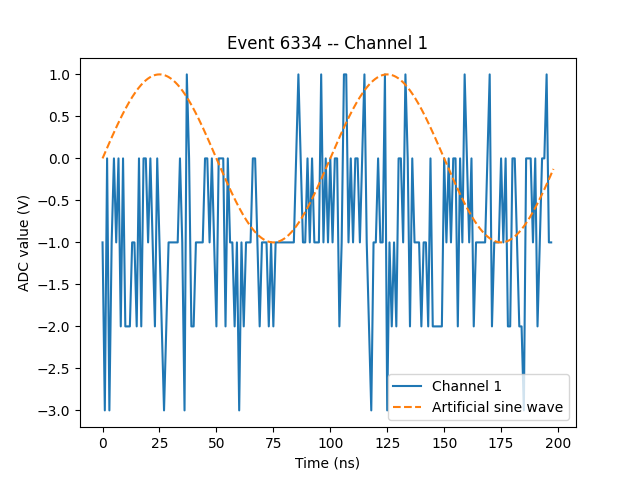 Event 6334 -- Channel 1
ADC value (V)
1.0
0.5
0.0
−0.5
−1.0
−1.5
−2.0
−2.5
−3.0
Channel 1
Artificial sine wave
0 25 50 75 100 125 150 175 200
Time (ns)